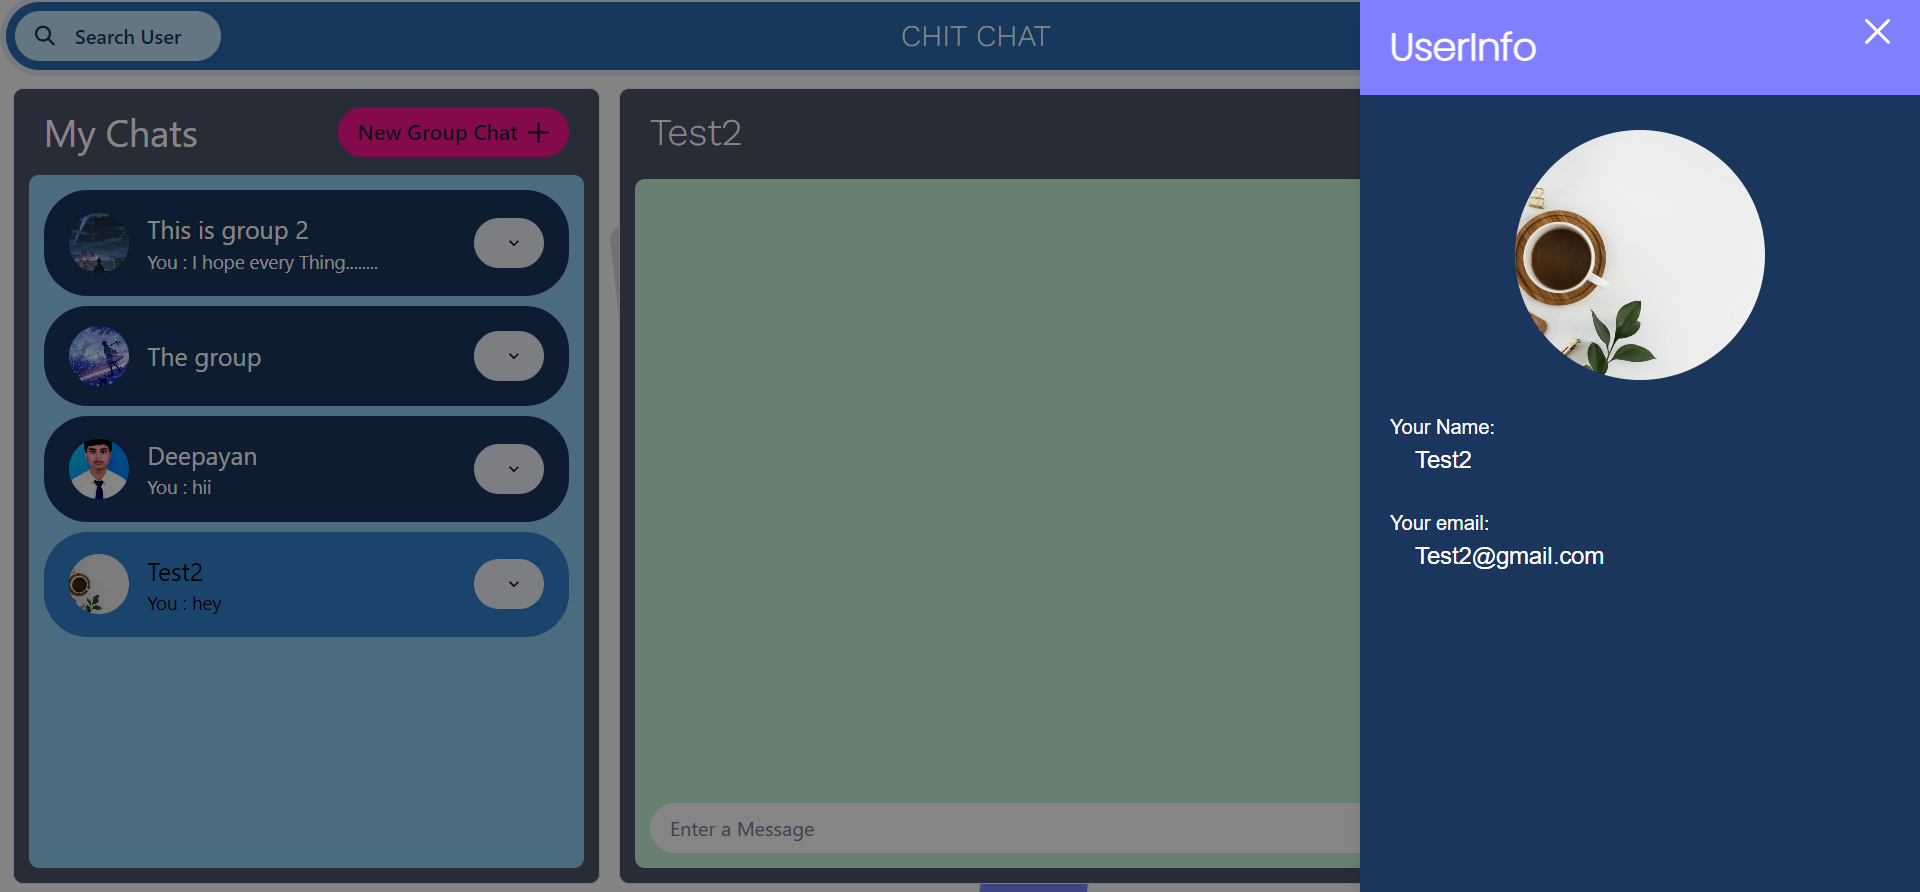 Search User
CHIT CHAT
My Chats
New Group Chat
This is group 2
You : I hope every Thing........
The group
Deepayan
You : hii
Test2
You : hey
Test2
Enter a Message
UserInfo
Your Name:
Test2
Your email:
Test2@gmail.com